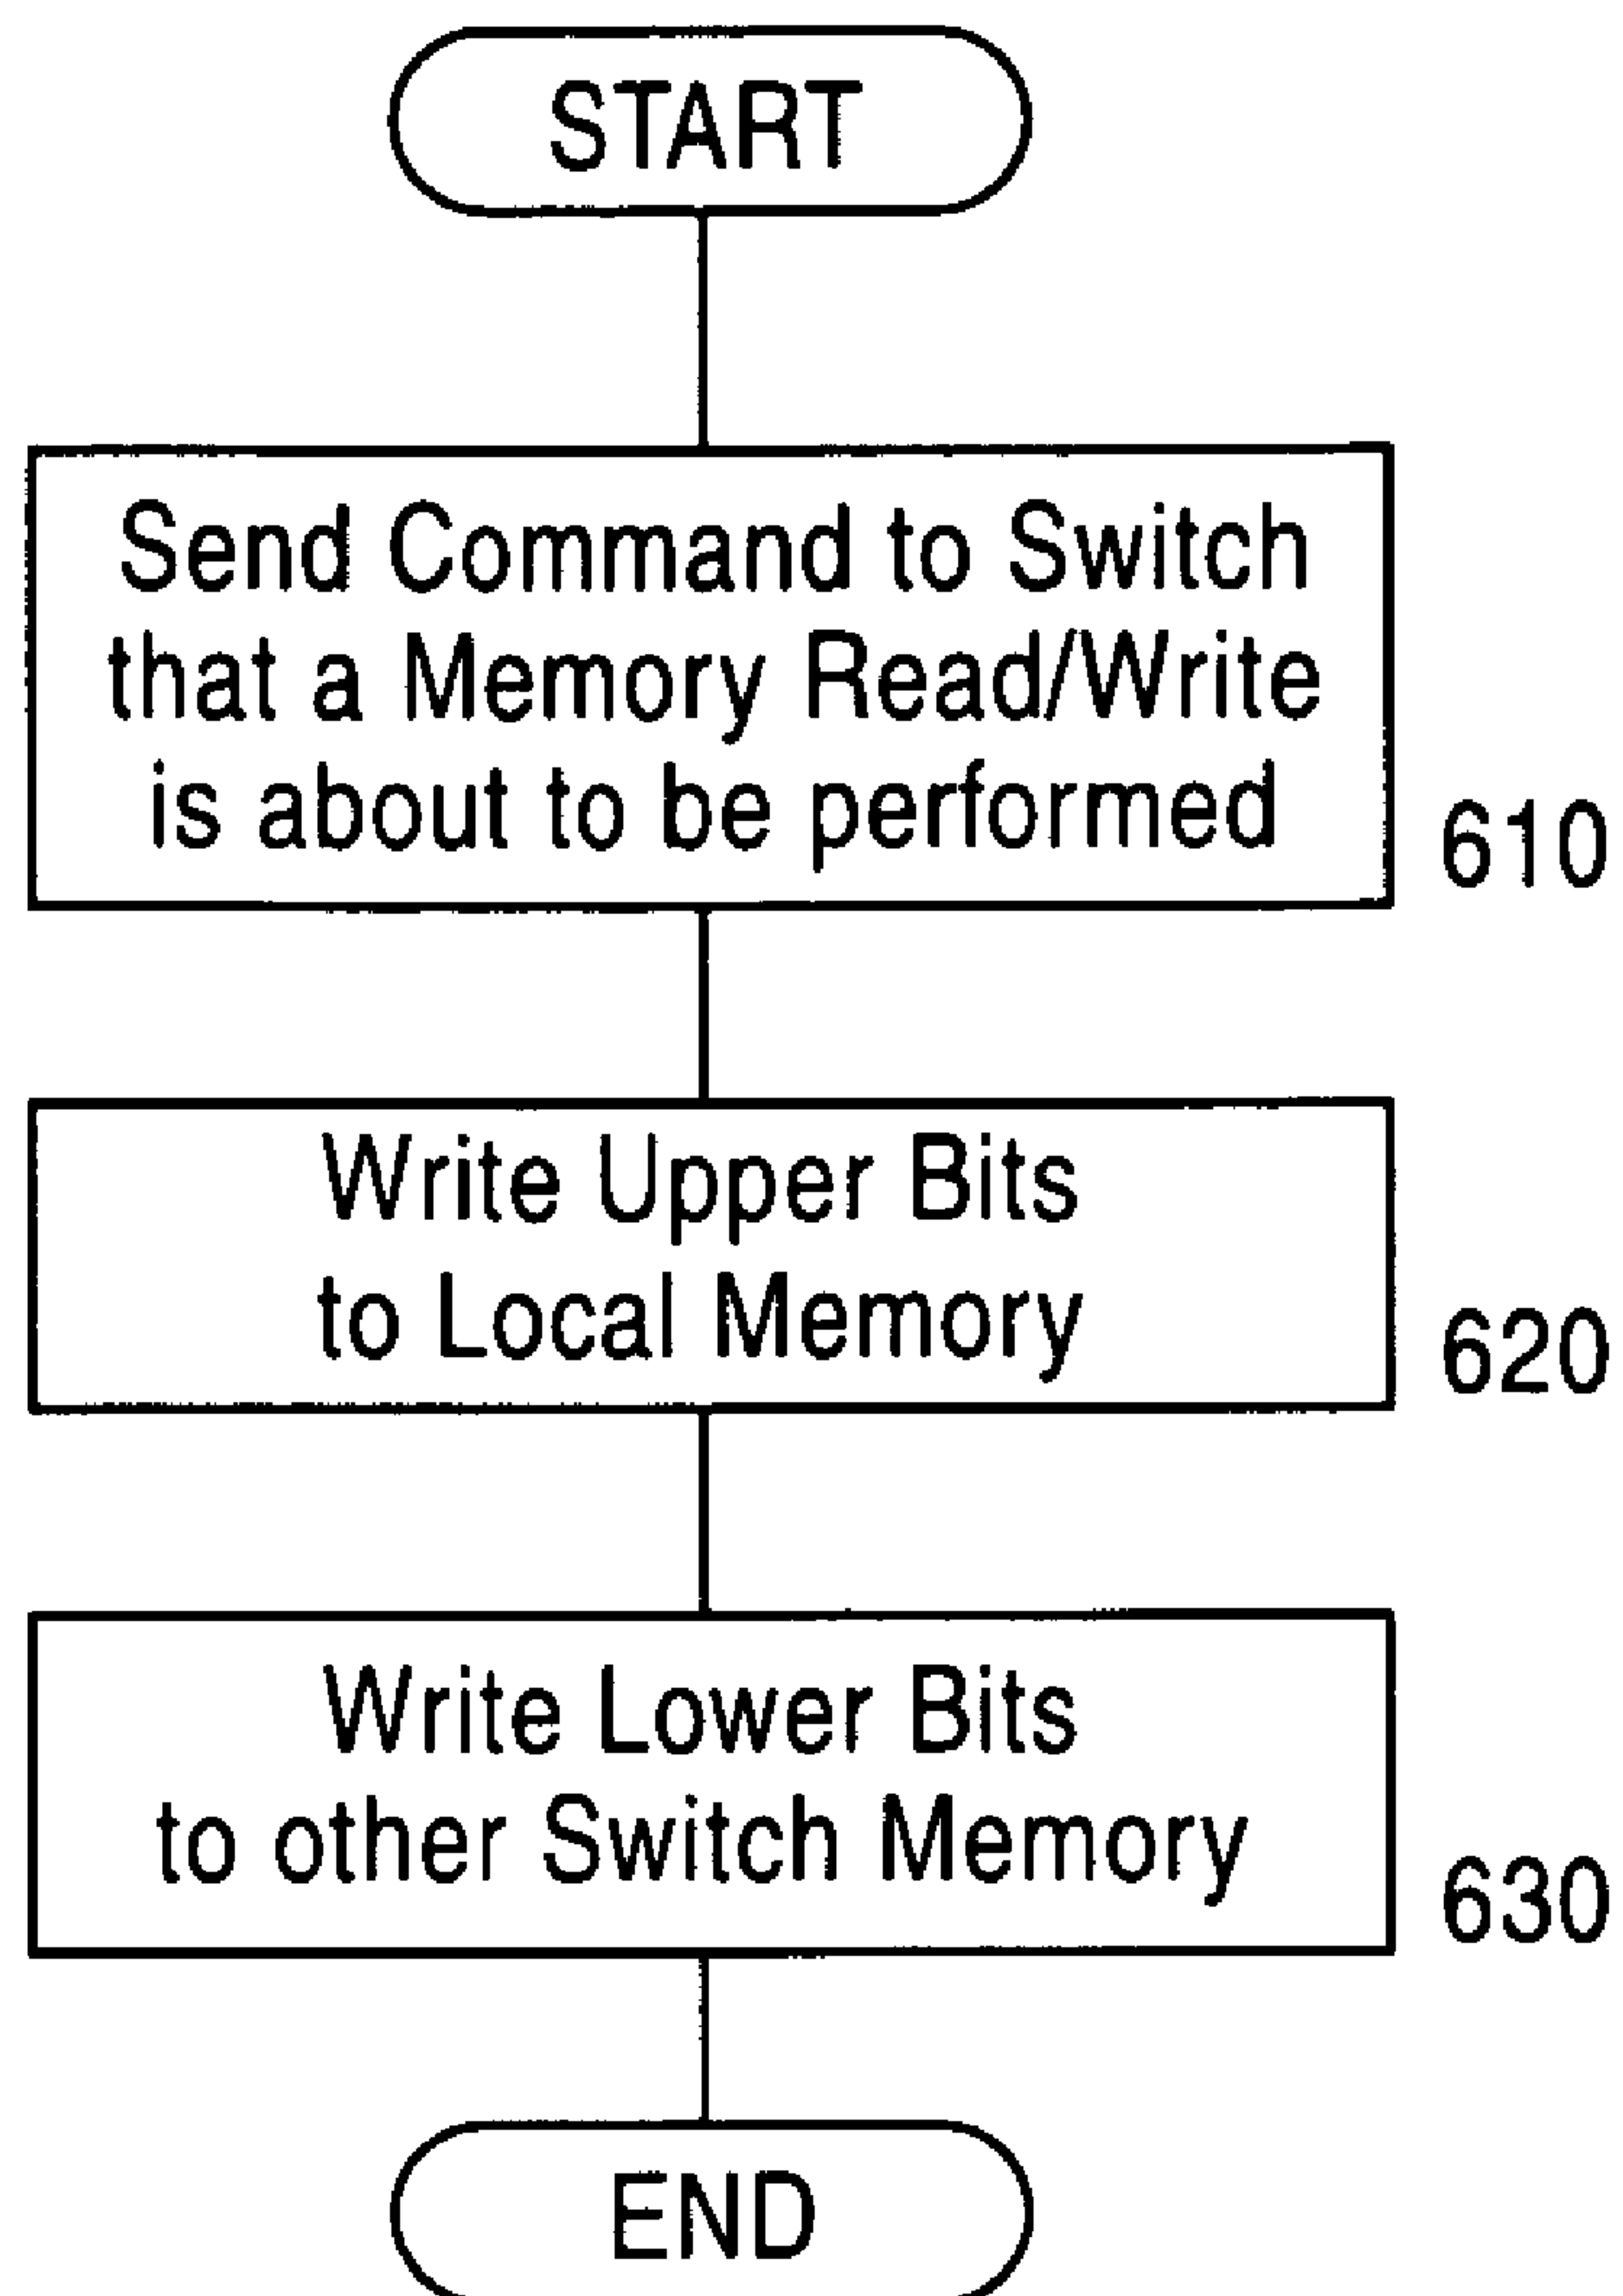 START
Send Command to Switch
that a Memory Read/Write
is about to be performed
610
Write Upper Bits
to Local Memory
620
Write Lower Bits
to other Switch Memory
630
END